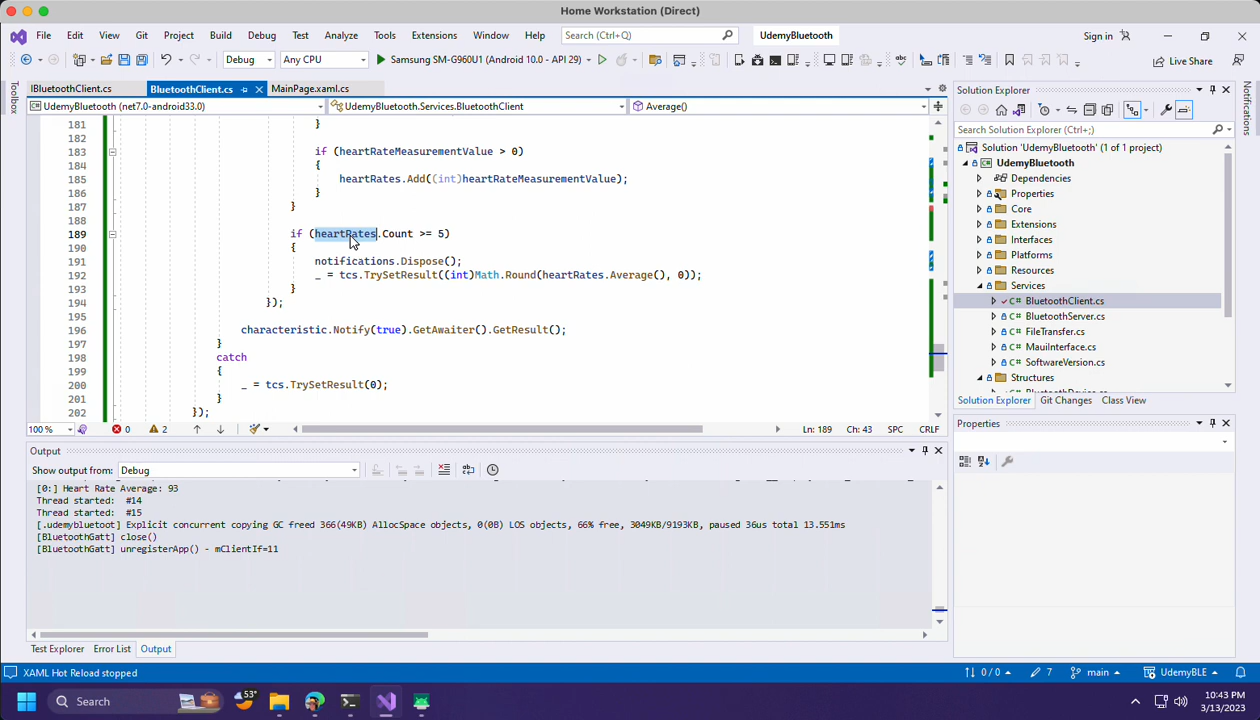 Home Workstation (Direct)
File Edit View Git Project Build Debug Test Analyze Tools Extensions Window Help Search (Ctrl+Q) UdemyBluetooth Sign in
Debug Any CPU Samsung SM-G960U1 (Android 10.0 - API 29) Live Share
Toolbox
IBluetoothClient.cs BluetoothClient.cs MainPage.xaml.cs
UdemyBluetooth (net7.0-android33.0) UdemyBluetooth.Services.BluetoothClient Average()
181 }
182
183 if (heartRateMeasurementValue > 0)
184 {
185 heartRates.Add((int)heartRateMeasurementValue);
186 }
187 }
188
189 if (heartRates.Count >= 5)
190 {
191 notifications.Dispose();
192 _ = tcs.TrySetResult((int)Math.Round(heartRates.Average(), 0));
193 }
194 });
195
196 characteristic.Notify(true).GetAwaiter().GetResult();
197 }
198 catch
199 {
200 _ = tcs.TrySetResult(0);
201 }
202 });
100 % 0 2 Ln: 189 Ch: 43 SPC CRLF
Output
Show output from: Debug
[0:] Heart Rate Average: 93
Thread started: #14
Thread started: #15
[.udemybluetoot] Explicit concurrent copying GC freed 366(49KB) AllocSpace objects, 0(0B) LOS objects, 66% free, 3049KB/9193KB, paused 36us total 13.551ms
[BluetoothGatt] close()
[BluetoothGatt] unregisterApp() - mClientIf=11
Test Explorer Error List Output
Solution Explorer
Search Solution Explorer (Ctrl+;)
Solution 'UdemyBluetooth' (1 of 1 project)
UdemyBluetooth
Dependencies
Properties
Core
Extensions
Interfaces
Platforms
Resources
Services
C# BluetoothClient.cs
C# BluetoothServer.cs
C# FileTransfer.cs
C# MauiInterface.cs
C# SoftwareVersion.cs
Structures
Solution Explorer Git Changes Class View
Properties
Notifications
XAML Hot Reload stopped 0 / 0 7 main UdemyBLE
Search 53° 10:43 PM
3/13/2023